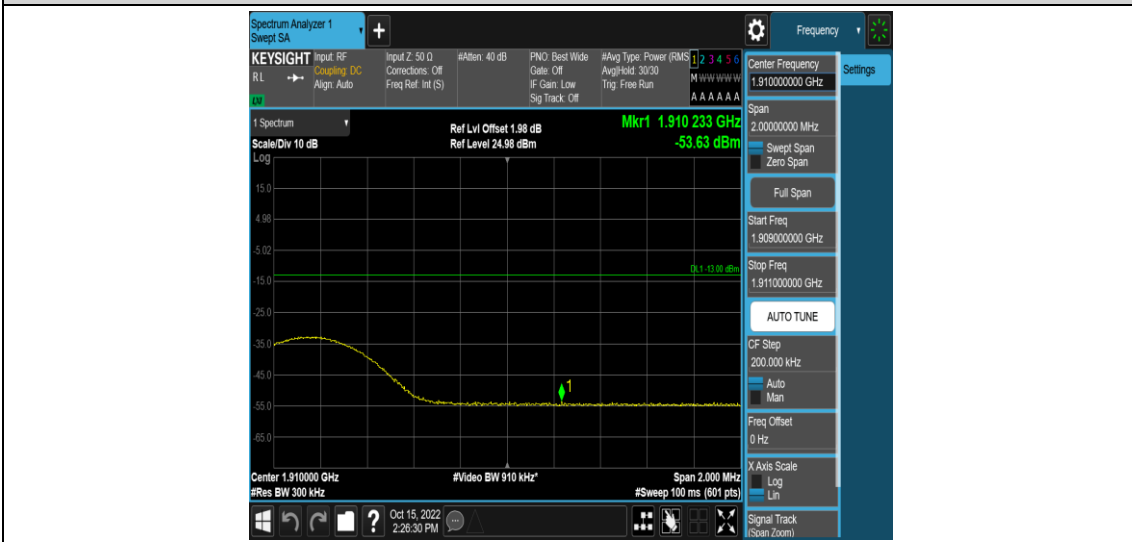 Spectrum Analyzer 1
Swept SA
+
Frequency
KEYSIGHT
RL
LXI
Input: RF
Coupling: DC
Align: Auto
Input Z: 50 Ω
Corrections: Off
Freq Ref: Int (S)
#Atten: 40 dB
PNO: Best Wide
Gate: Off
IF Gain: Low
Sig Track: Off
#Avg Type: Power (RMS
Avg|Hold: 30/30
Trig: Free Run
1 2 3 4 5 6
M W W W W W
A A A A A A
Center Frequency
1.910000000 GHz
Settings
Span
2.00000000 MHz
Swept Span
Zero Span
Full Span
Start Freq
1.909000000 GHz
Stop Freq
1.911000000 GHz
AUTO TUNE
CF Step
200.000 kHz
Auto
Man
Freq Offset
0 Hz
X Axis Scale
Log
Lin
Signal Track
(Span Zoom)
1 Spectrum
Scale/Div 10 dB
Log
Ref Lvl Offset 1.98 dB
Ref Level 24.98 dBm
Mkr1 1.910 233 GHz
-53.63 dBm
15.0
4.98
-5.02
DL1 -13.00 dBm
-15.0
-25.0
-35.0
-45.0
1
-55.0
-65.0
Center 1.910000 GHz
#Video BW 910 kHz*
Span 2.000 MHz
#Res BW 300 kHz
#Sweep 100 ms (601 pts)
?
Oct 15, 2022
2:26:30 PM